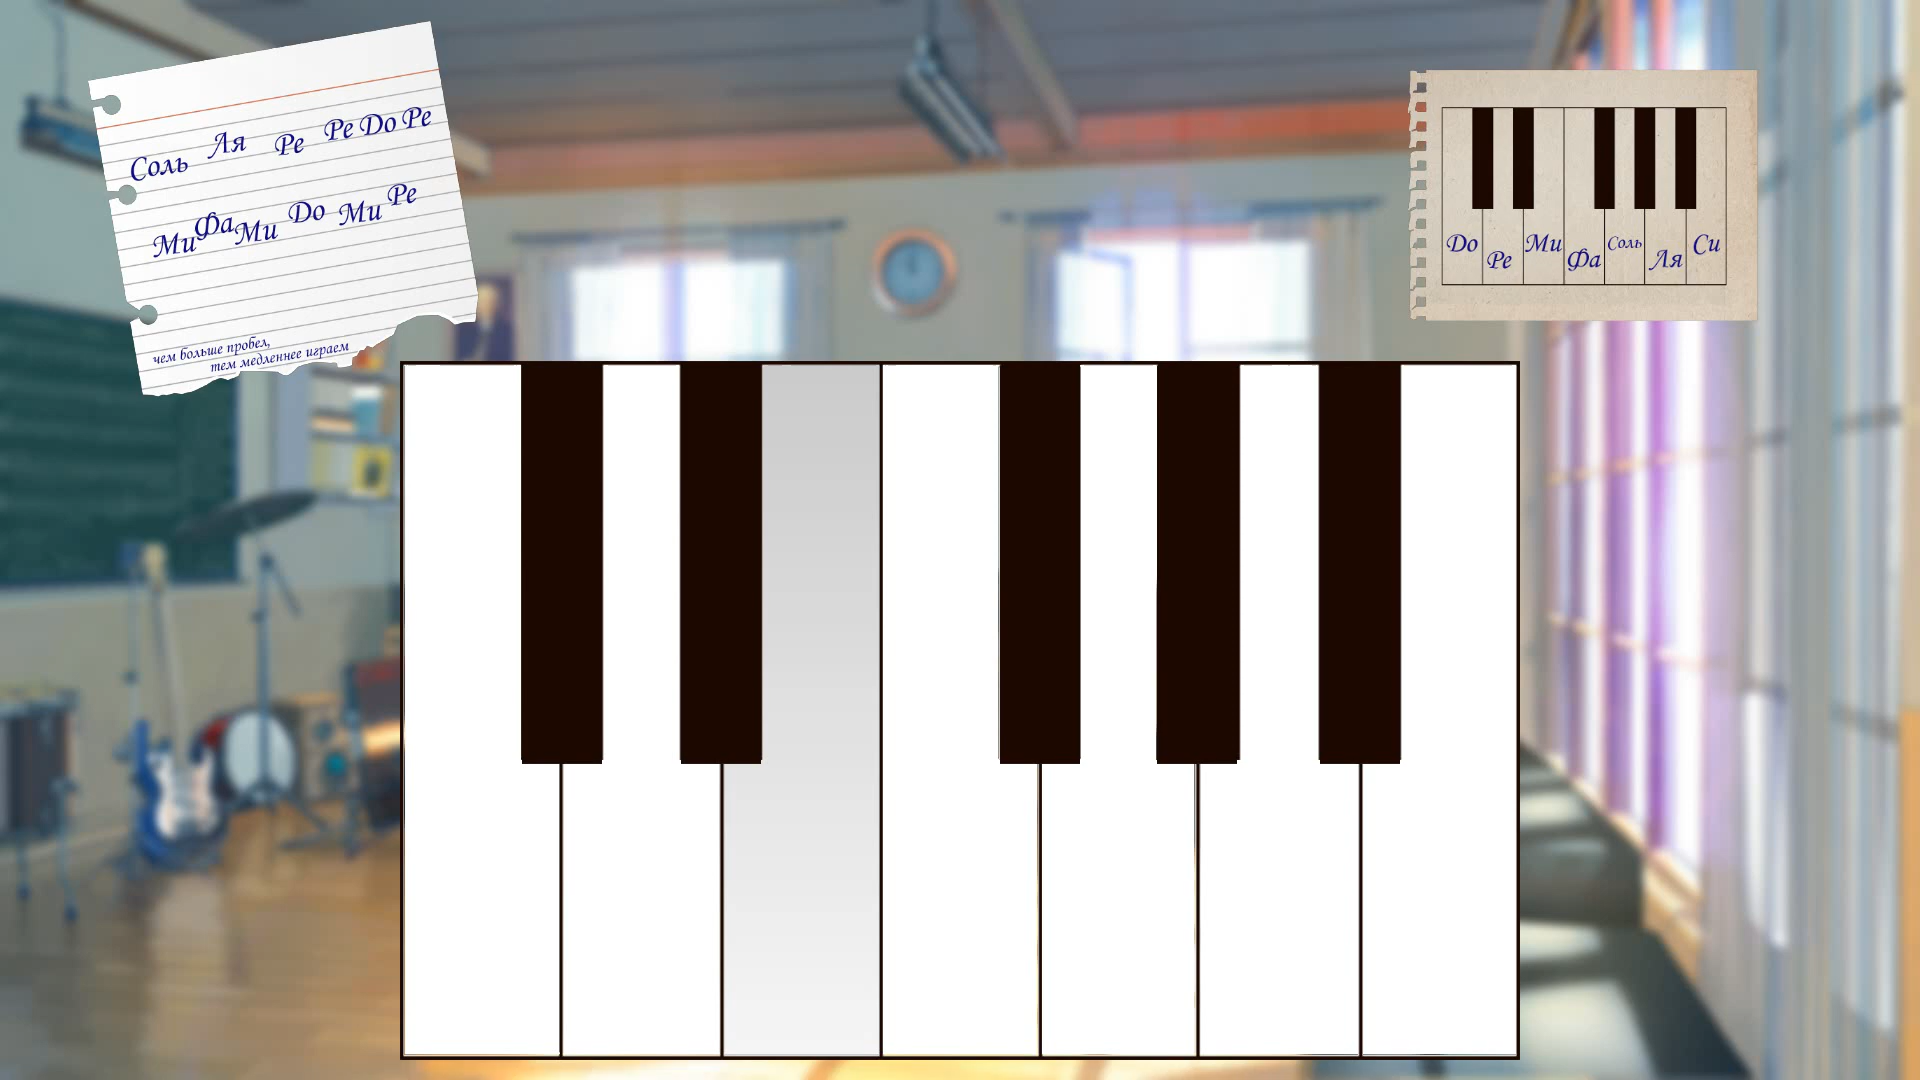 Соль Ля Ре Ре До Ре
Ми Фа Ми До Ми Ре
чем больше пробел,
тем медленнее играем
До Ре Ми Фа Соль Ля Си